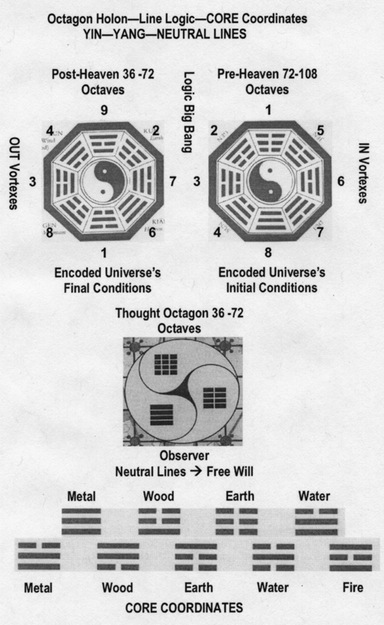 Octagon Holon—Line Logic—CORE Coordinates
YIN—YANG—NEUTRAL LINES
Post-Heaven 36 -72
Octaves
Logic Big Bang
Pre-Heaven 72-108
Octaves
9
4
2
OUT Vortexes
3
7
8
6
1
1
2
5
3
6
IN Vortexes
4
7
8
Encoded Universe's
Final Conditions
Encoded Universe's
Initial Conditions
Thought Octagon 36 -72
Octaves
Observer
Neutral Lines → Free Will
Metal Wood Earth Water
Metal Wood Earth Water Fire
CORE COORDINATES